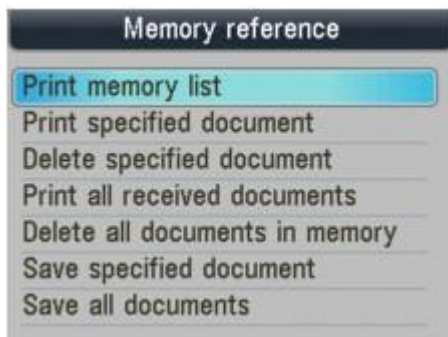 Memory reference
Print memory list
Print specified document
Delete specified document
Print all received documents
Delete all documents in memory
Save specified document
Save all documents